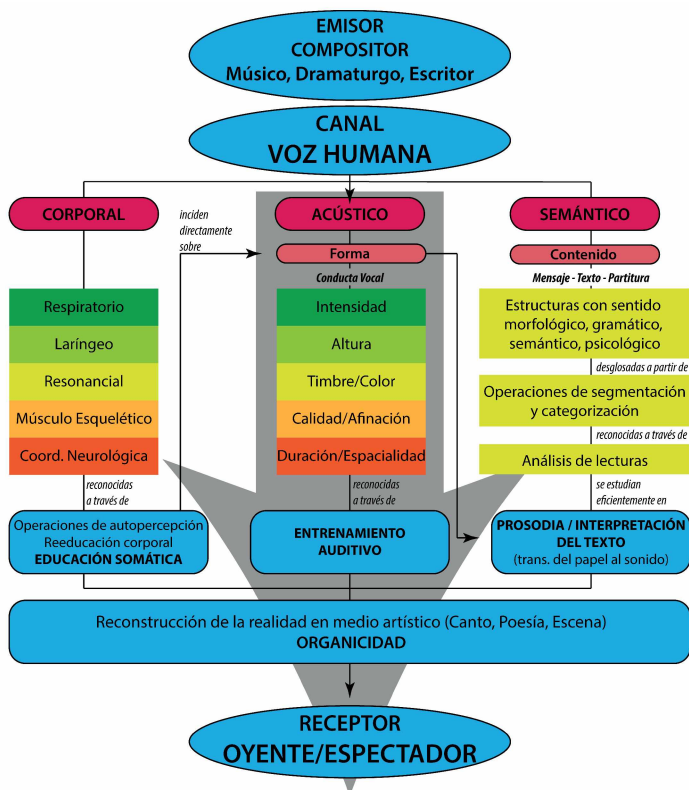 EMISOR
COMPOSITOR
Músico, Dramaturgo, Escritor
CANAL
VOZ HUMANA
CORPORAL
Respiratorio
Laríngeo
Resonancial
Músculo Esquelético
Coord. Neurológica
reconocidas
a través de
Operaciones de autopercepción
Reeducación corporal
EDUCACIÓN SOMÁTICA
inciden
directamente
sobre
ACÚSTICO
Forma
Conducta Vocal
Intensidad
Altura
Timbre/Color
Calidad/Afinación
Duración/Espacialidad
reconocidas
a través de
ENTRENAMIENTO
AUDITIVO
SEMÁNTICO
Contenido
Mensaje - Texto - Partitura
Estructuras con sentido
morfológico, gramático,
semántico, psicológico
desglosadas a partir de
Operaciones de segmentación
y categorización
reconocidas a través de
Análisis de lecturas
se estudian
eficientemente en
PROSODIA / INTERPRETACIÓN
DEL TEXTO
(trans. del papel al sonido)
Reconstrucción de la realidad en medio artístico (Canto, Poesía, Escena)
ORGANICIDAD
RECEPTOR
OYENTE/ESPECTADOR